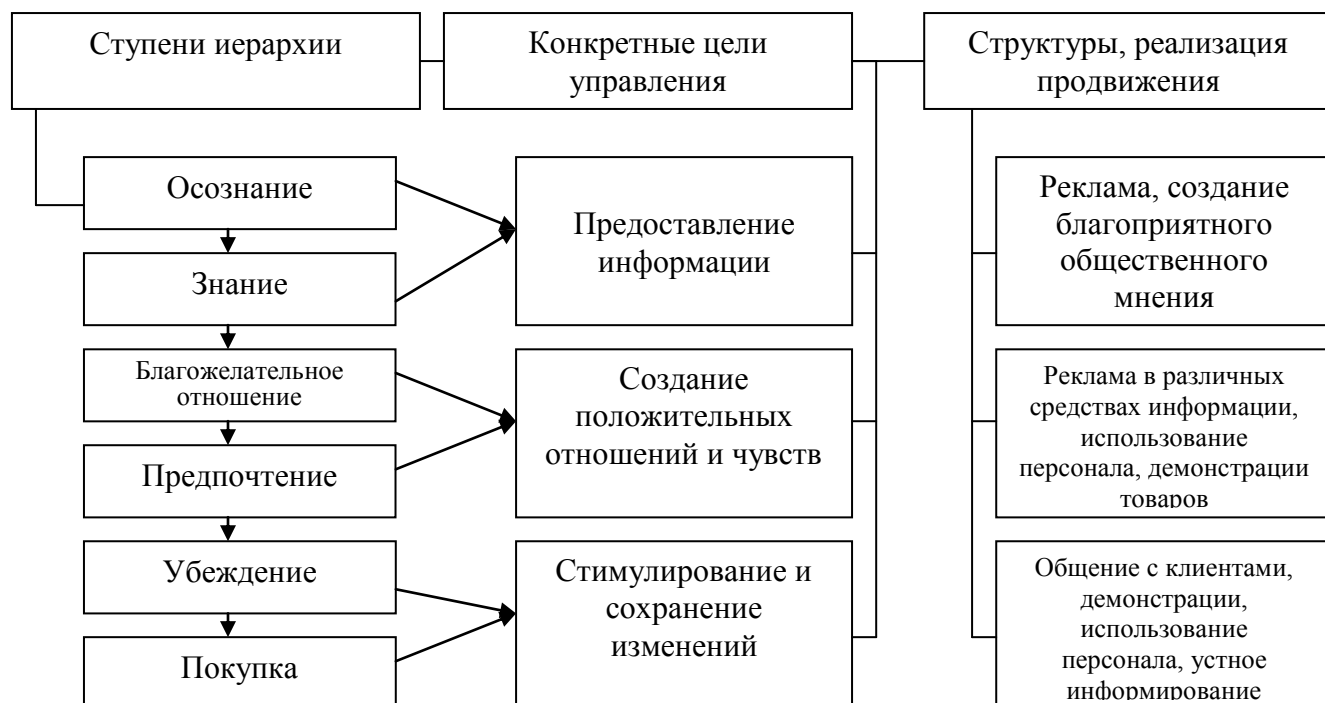 Ступени иерархии
Конкретные цели
управления
Структуры, реализация
продвижения
Осознание
Знание
Благожелательное
отношение
Предпочтение
Убеждение
Покупка
Предоставление
информации
Создание
положительных
отношений и чувств
Стимулирование и
сохранение
изменений
Реклама, создание
благоприятного
общественного
мнения
Реклама в различных
средствах информации,
использование
персонала, демонстрации
товаров
Общение с клиентами,
демонстрации,
использование
персонала, устное
информирование